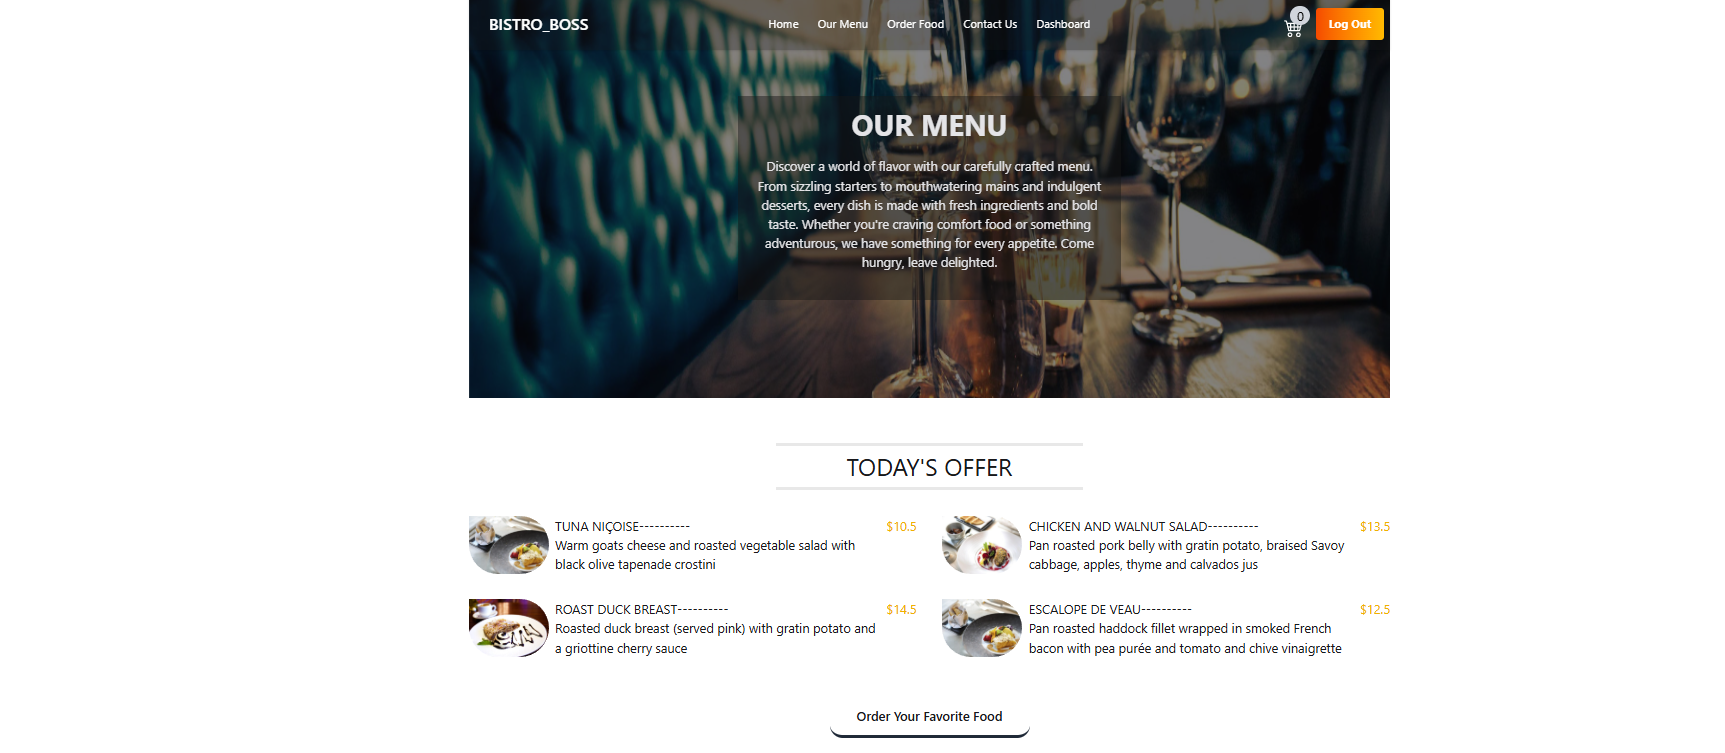 BISTRO_BOSS
Home Our Menu Order Food Contact Us Dashboard
0
Log Out
OUR MENU
Discover a world of flavor with our carefully crafted menu.
From sizzling starters to mouthwatering mains and indulgent
desserts, every dish is made with fresh ingredients and bold
taste. Whether you're craving comfort food or something
adventurous, we have something for every appetite. Come
hungry, leave delighted.
TODAY'S OFFER
TUNA NIÇOISE---------- $10.5
Warm goats cheese and roasted vegetable salad with
black olive tapenade crostini
CHICKEN AND WALNUT SALAD---------- $13.5
Pan roasted pork belly with gratin potato, braised Savoy
cabbage, apples, thyme and calvados jus
ROAST DUCK BREAST---------- $14.5
Roasted duck breast (served pink) with gratin potato and
a griottine cherry sauce
ESCALOPE DE VEAU---------- $12.5
Pan roasted haddock fillet wrapped in smoked French
bacon with pea purée and tomato and chive vinaigrette
Order Your Favorite Food